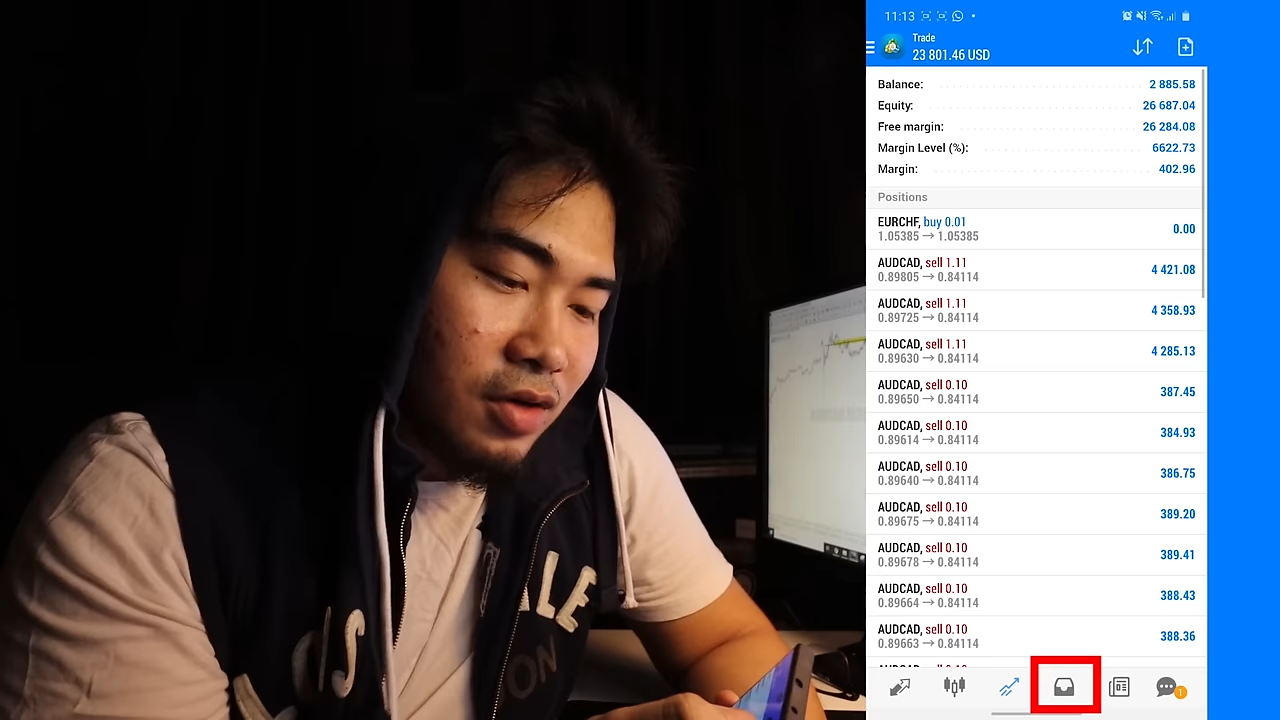 11:13
Trade
23 801.46 USD
Balance: 2 885.58
Equity: 26 687.04
Free margin: 26 284.08
Margin Level (%): 6622.73
Margin: 402.96
Positions
EURCHF, buy 0.01
1.05385 → 1.05385 0.00
AUDCAD, sell 1.11
0.89805 → 0.84114 4 421.08
AUDCAD, sell 1.11
0.89725 → 0.84114 4 358.93
AUDCAD, sell 1.11
0.89630 → 0.84114 4 285.13
AUDCAD, sell 0.10
0.89650 → 0.84114 387.45
AUDCAD, sell 0.10
0.89614 → 0.84114 384.93
AUDCAD, sell 0.10
0.89640 → 0.84114 386.75
AUDCAD, sell 0.10
0.89675 → 0.84114 389.20
AUDCAD, sell 0.10
0.89678 → 0.84114 389.41
AUDCAD, sell 0.10
0.89664 → 0.84114 388.43
AUDCAD, sell 0.10
0.89663 → 0.84114 388.36
1
ALE
ON